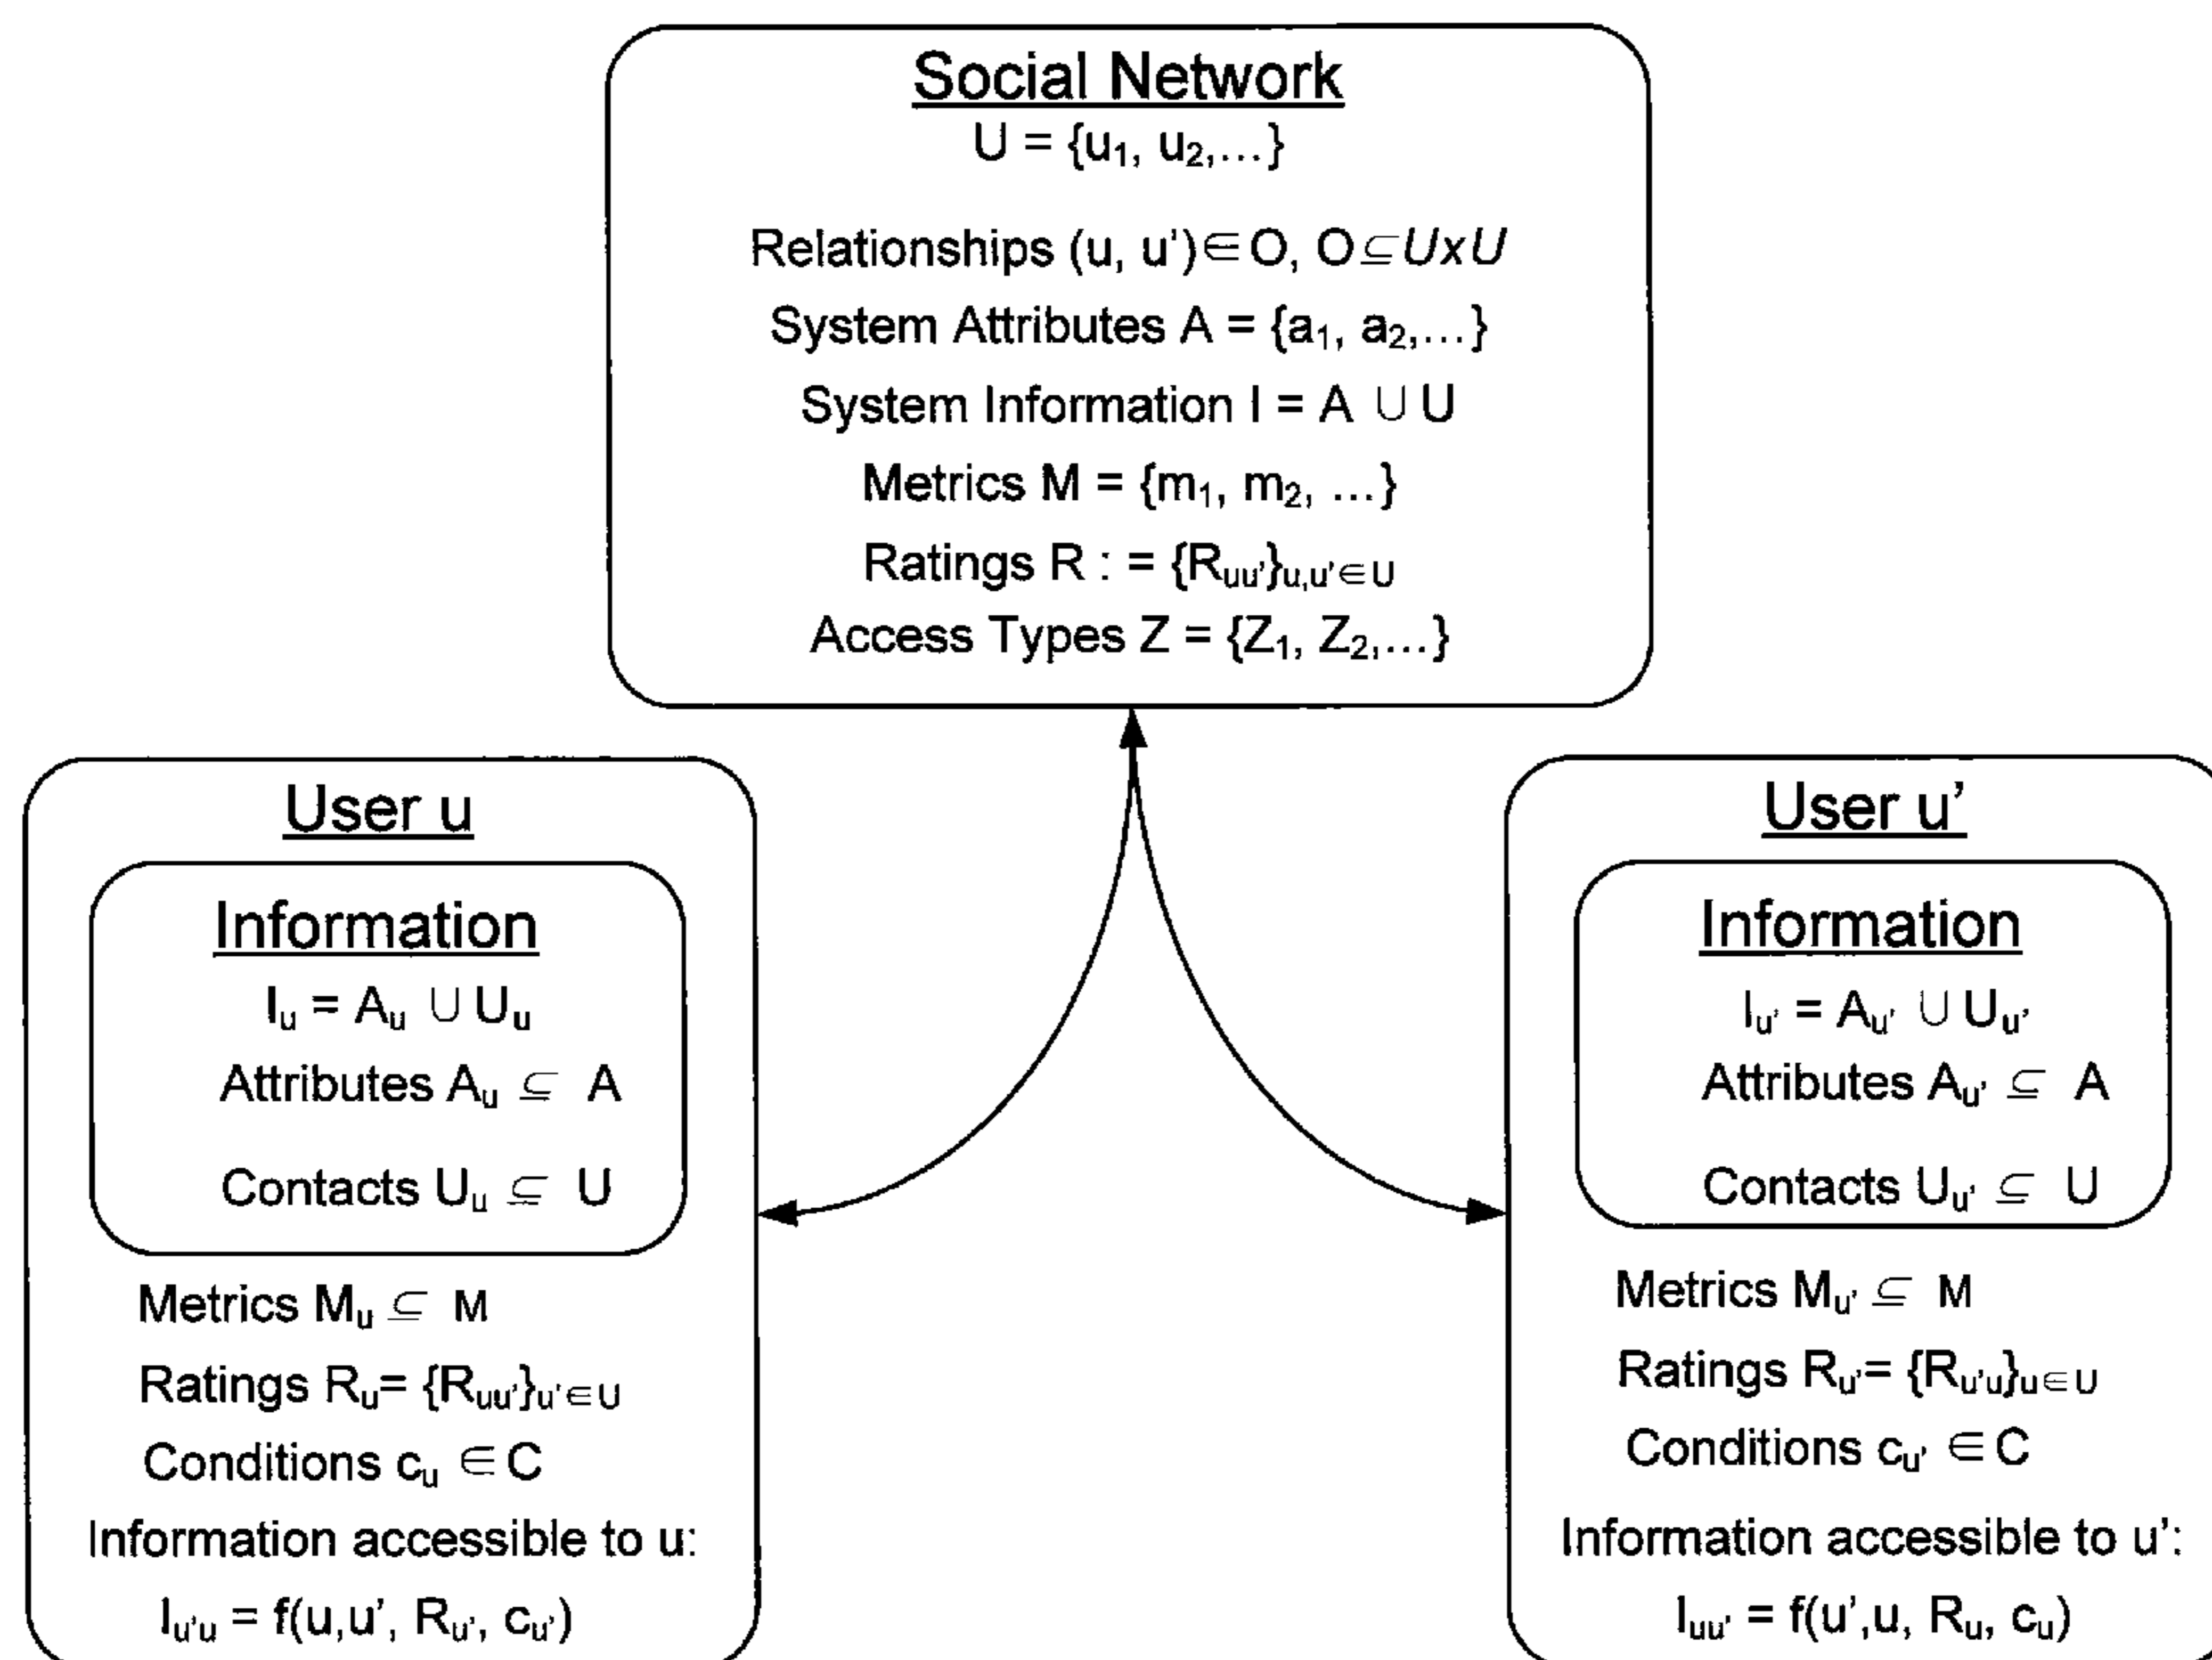 Social Network
U = {u₁, u₂,...}
Relationships (u, u')∈O, O⊆UxU
System Attributes A = {a₁, a₂,...}
System Information I = A ∪ U
Metrics M = {m₁, m₂, ...}
Ratings R : = {Rᵤᵤ'}ᵤ,ᵤ'∈U
Access Types Z = {Z₁, Z₂,...}
User u
Information
Iᵤ = Aᵤ ∪ Uᵤ
Attributes Aᵤ ⊆ A
Contacts Uᵤ ⊆ U
Metrics Mᵤ ⊆ M
Ratings Rᵤ= {Rᵤᵤ'}ᵤ'∈U
Conditions cᵤ ∈ C
Information accessible to u:
Iᵤ'ᵤ = f(u,u', Rᵤ', cᵤ')
User u'
Information
Iᵤ' = Aᵤ' ∪ Uᵤ'
Attributes Aᵤ' ⊆ A
Contacts Uᵤ' ⊆ U
Metrics Mᵤ' ⊆ M
Ratings Rᵤ'= {Rᵤ'ᵤ}ᵤ∈U
Conditions cᵤ' ∈ C
Information accessible to u':
Iᵤᵤ' = f(u',u, Rᵤ, cᵤ)